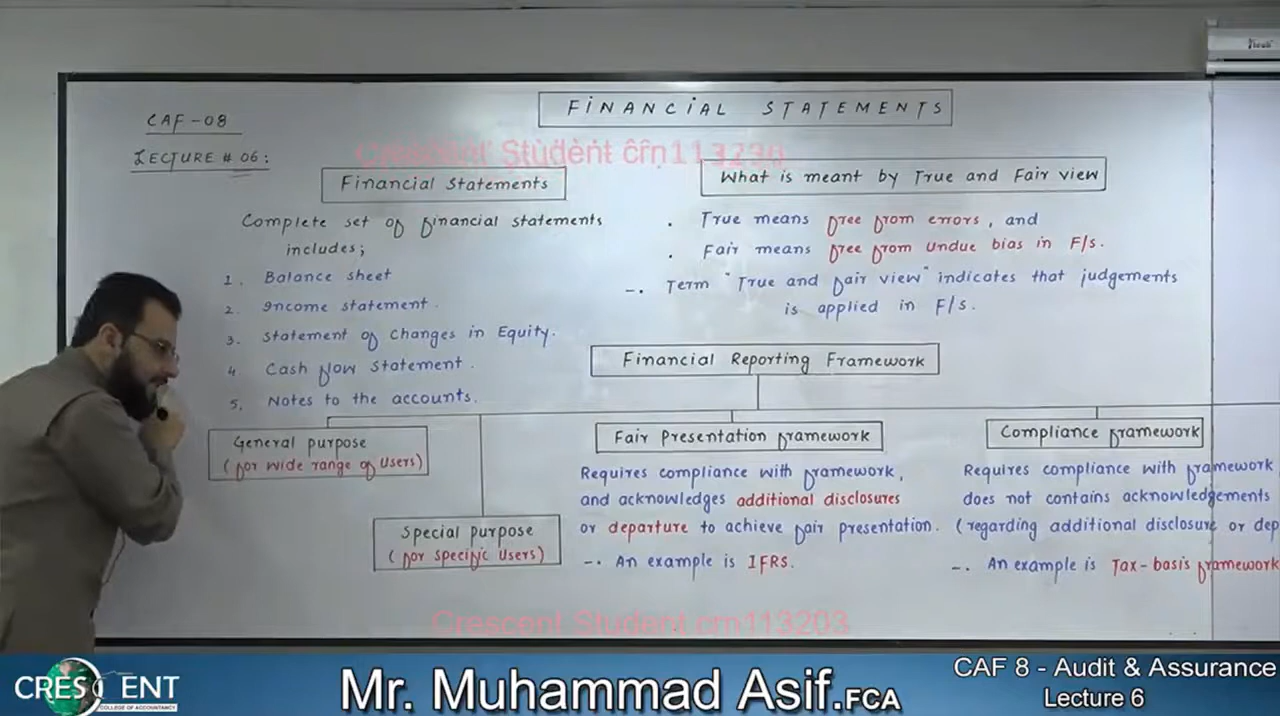 FINANCIAL STATEMENTS
CAF-08
LECTURE # 06:
Crescent Student crn113203
Financial Statements
Complete set of financial statements
includes;
1. Balance sheet
2. Income statement.
3. Statement of Changes in Equity.
4 Cash flow statement.
5. Notes to the accounts.
What is meant by True and Fair view
. True means free from errors, and
. Fair means free from undue bias in F/s.
-. Term "True and fair view" indicates that judgements
is applied in F/s.
Financial Reporting Framework
General purpose
(for wide range of users)
Special purpose
(for specific users)
Fair Presentation framework
Requires compliance with framework,
and acknowledges additional disclosures
or departure to achieve fair presentation.
-. An example is IFRS.
Compliance framework
Requires compliance with framework
does not contains acknowledgements
(regarding additional disclosure or dep
-. An example is Tax-basis framework
Crescent Student crn113203
CRESCENT
COLLEGE OF ACCOUNTANCY
Mr. Muhammad Asif.FCA
CAF 8 - Audit & Assurance
Lecture 6